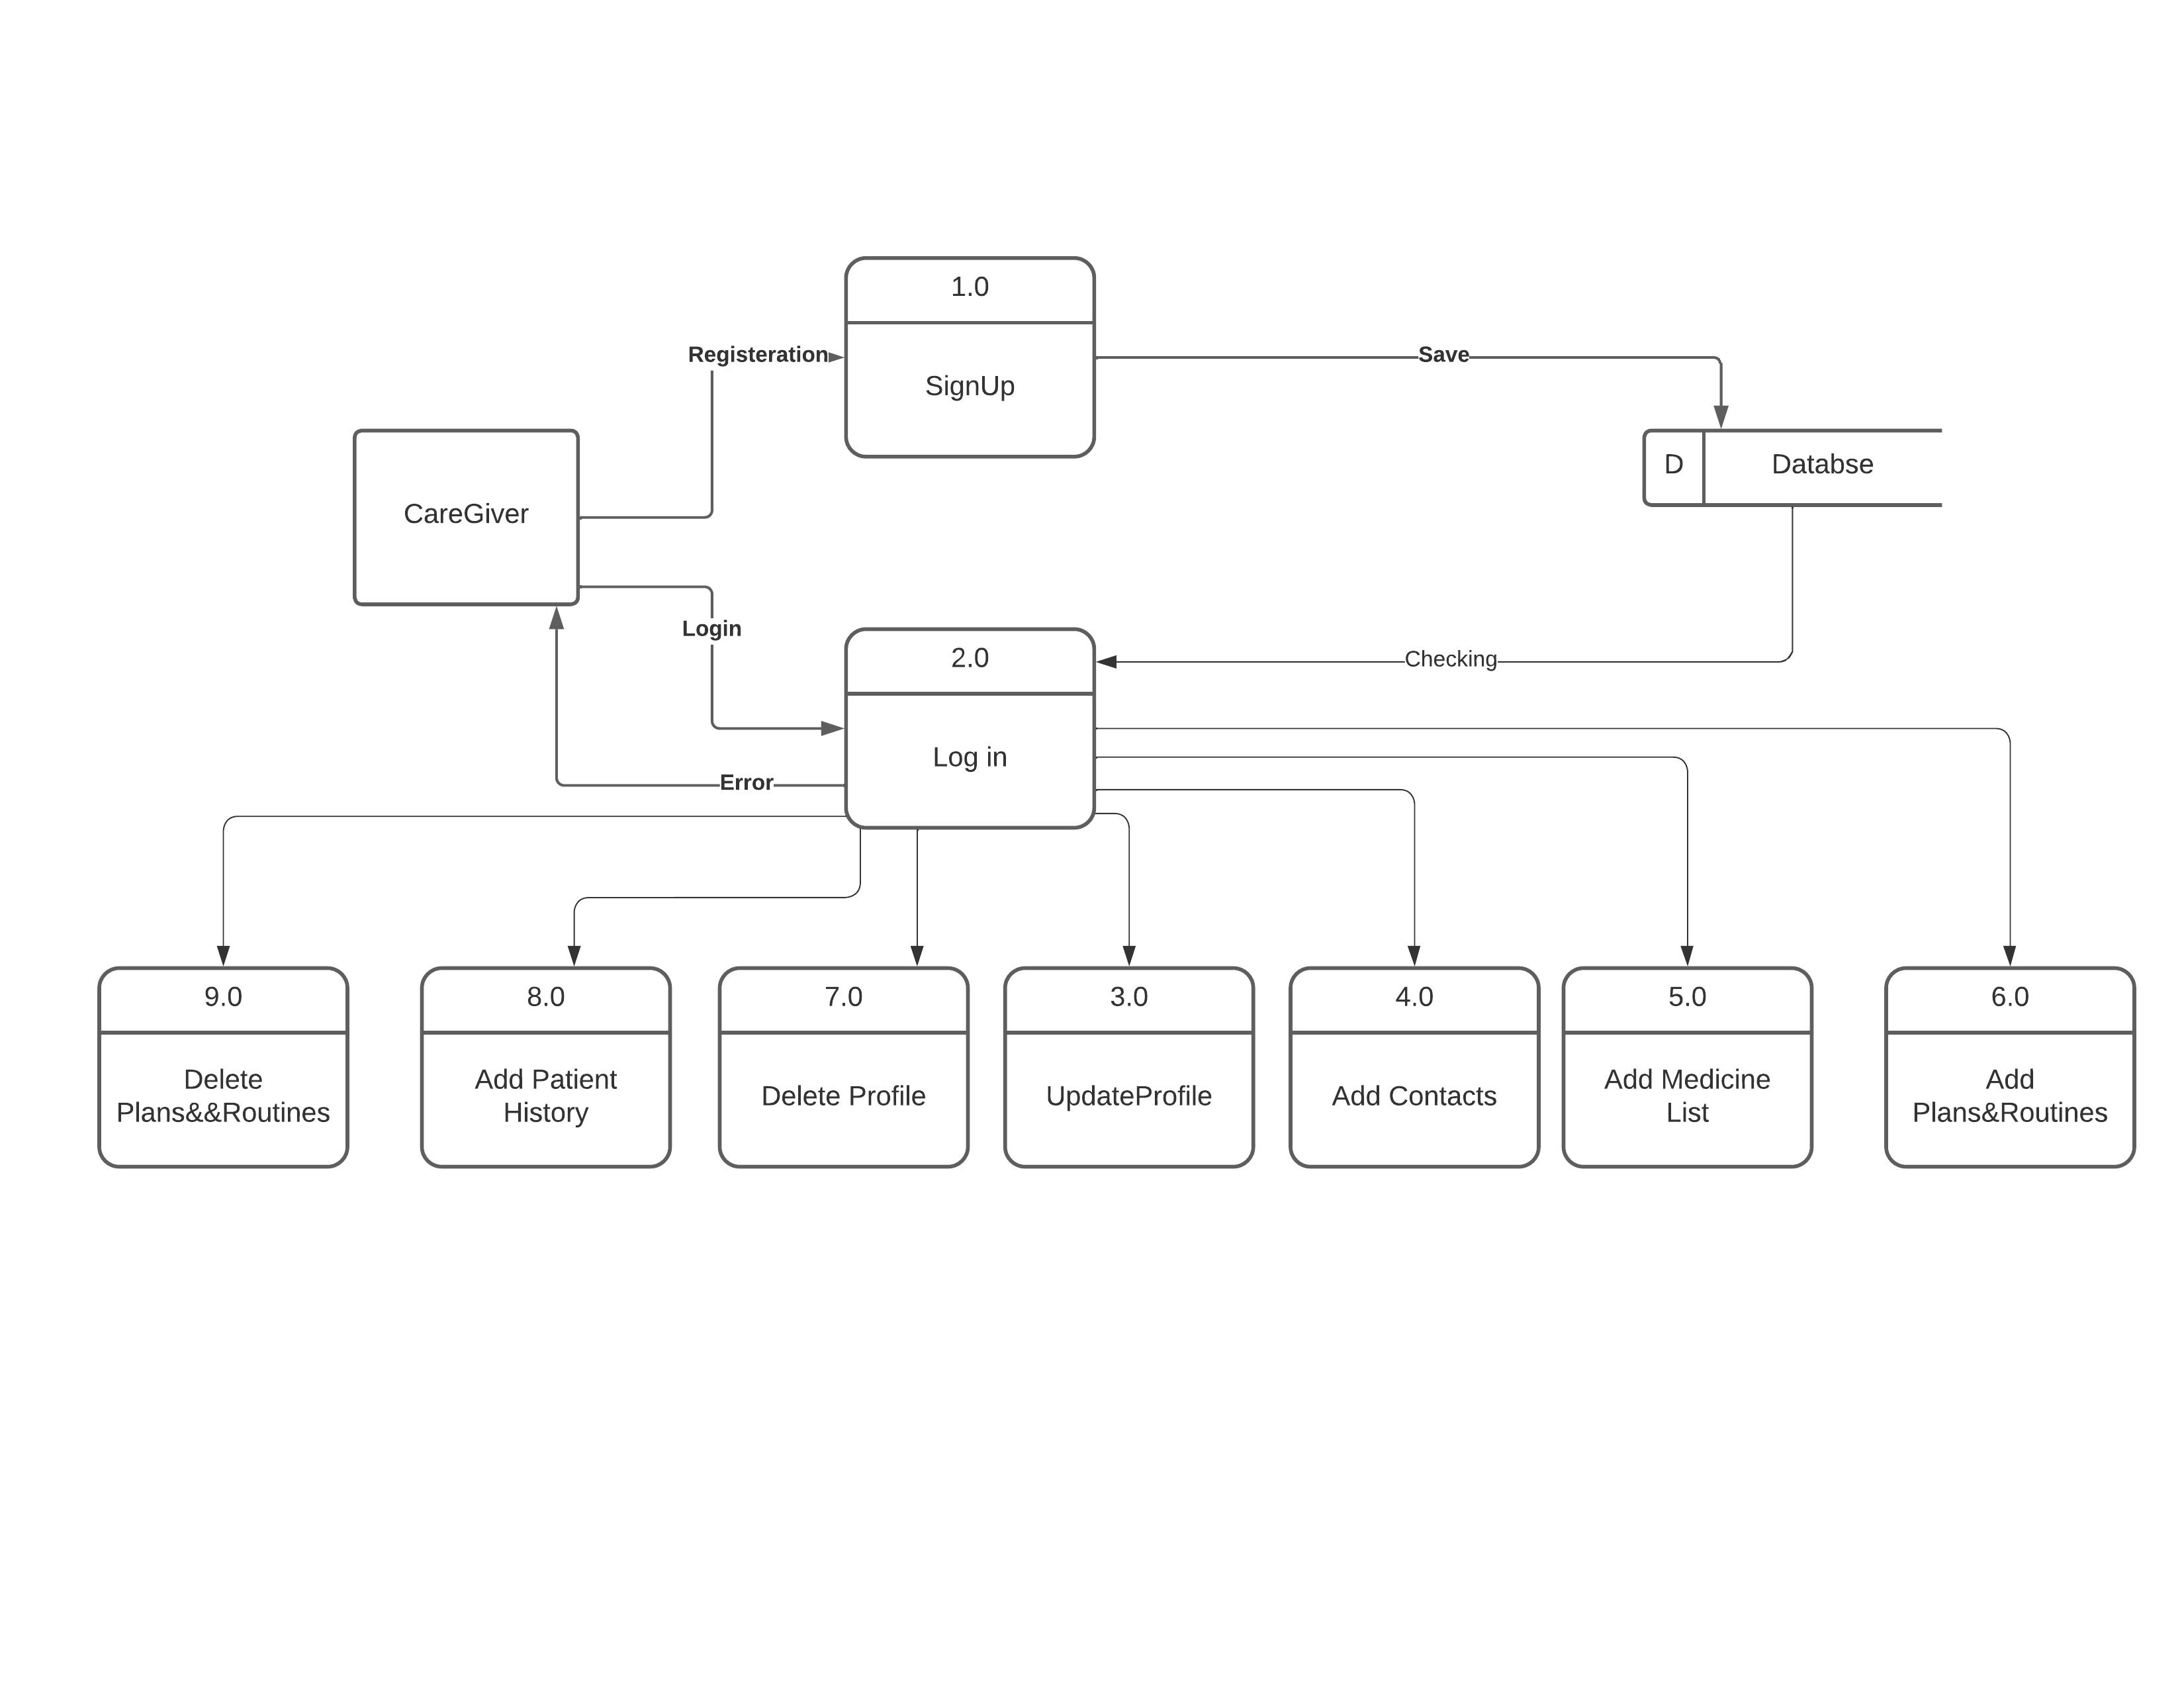 1.0
Registeration
Save
SignUp
D
Databse
CareGiver
Login
2.0
Checking
Log in
Error
9.0
8.0
7.0
3.0
4.0
5.0
6.0
Delete
Plans&&Routines
Add Patient
History
Delete Profile
UpdateProfile
Add Contacts
Add Medicine
List
Add
Plans&Routines